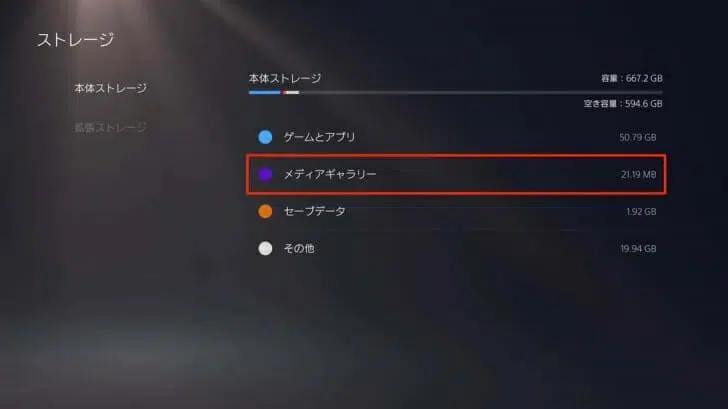 ストレージ
本体ストレージ
拡張ストレージ
本体ストレージ
容量：667.2 GB
空き容量：594.6 GB
ゲームとアプリ 50.79 GB
メディアギャラリー 21.19 MB
セーブデータ 1.92 GB
その他 19.94 GB